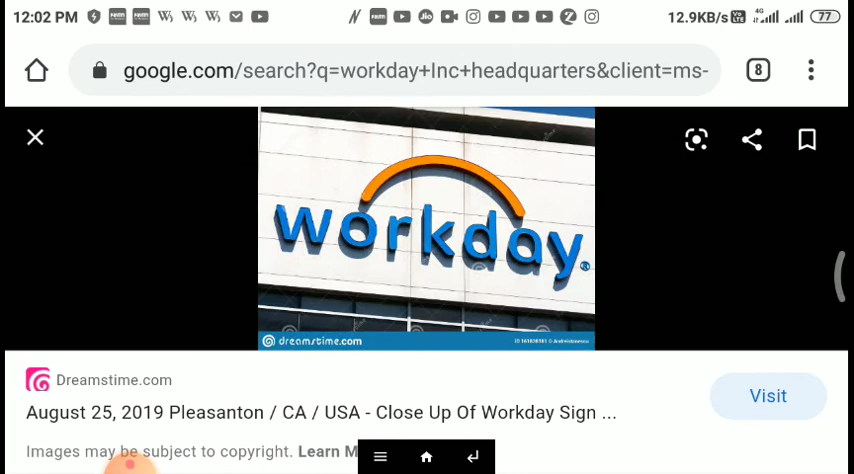 12:02 PM
12.9KB/s
4G
77
google.com/search?q=workday+Inc+headquarters&client=ms-
8
workday
dreamstime.com
Dreamstime.com
August 25, 2019 Pleasanton / CA / USA - Close Up Of Workday Sign ...
Visit
Images may be subject to copyright. Learn M